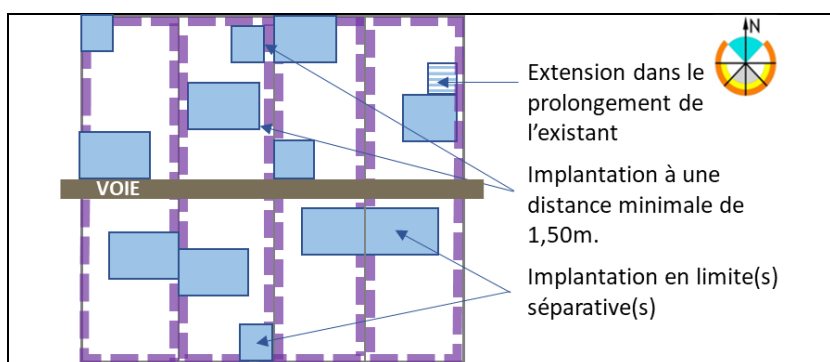 N
Extension dans le
prolongement de
l'existant
Implantation à une
distance minimale de
1,50m.
VOIE
Implantation en limite(s)
séparative(s)